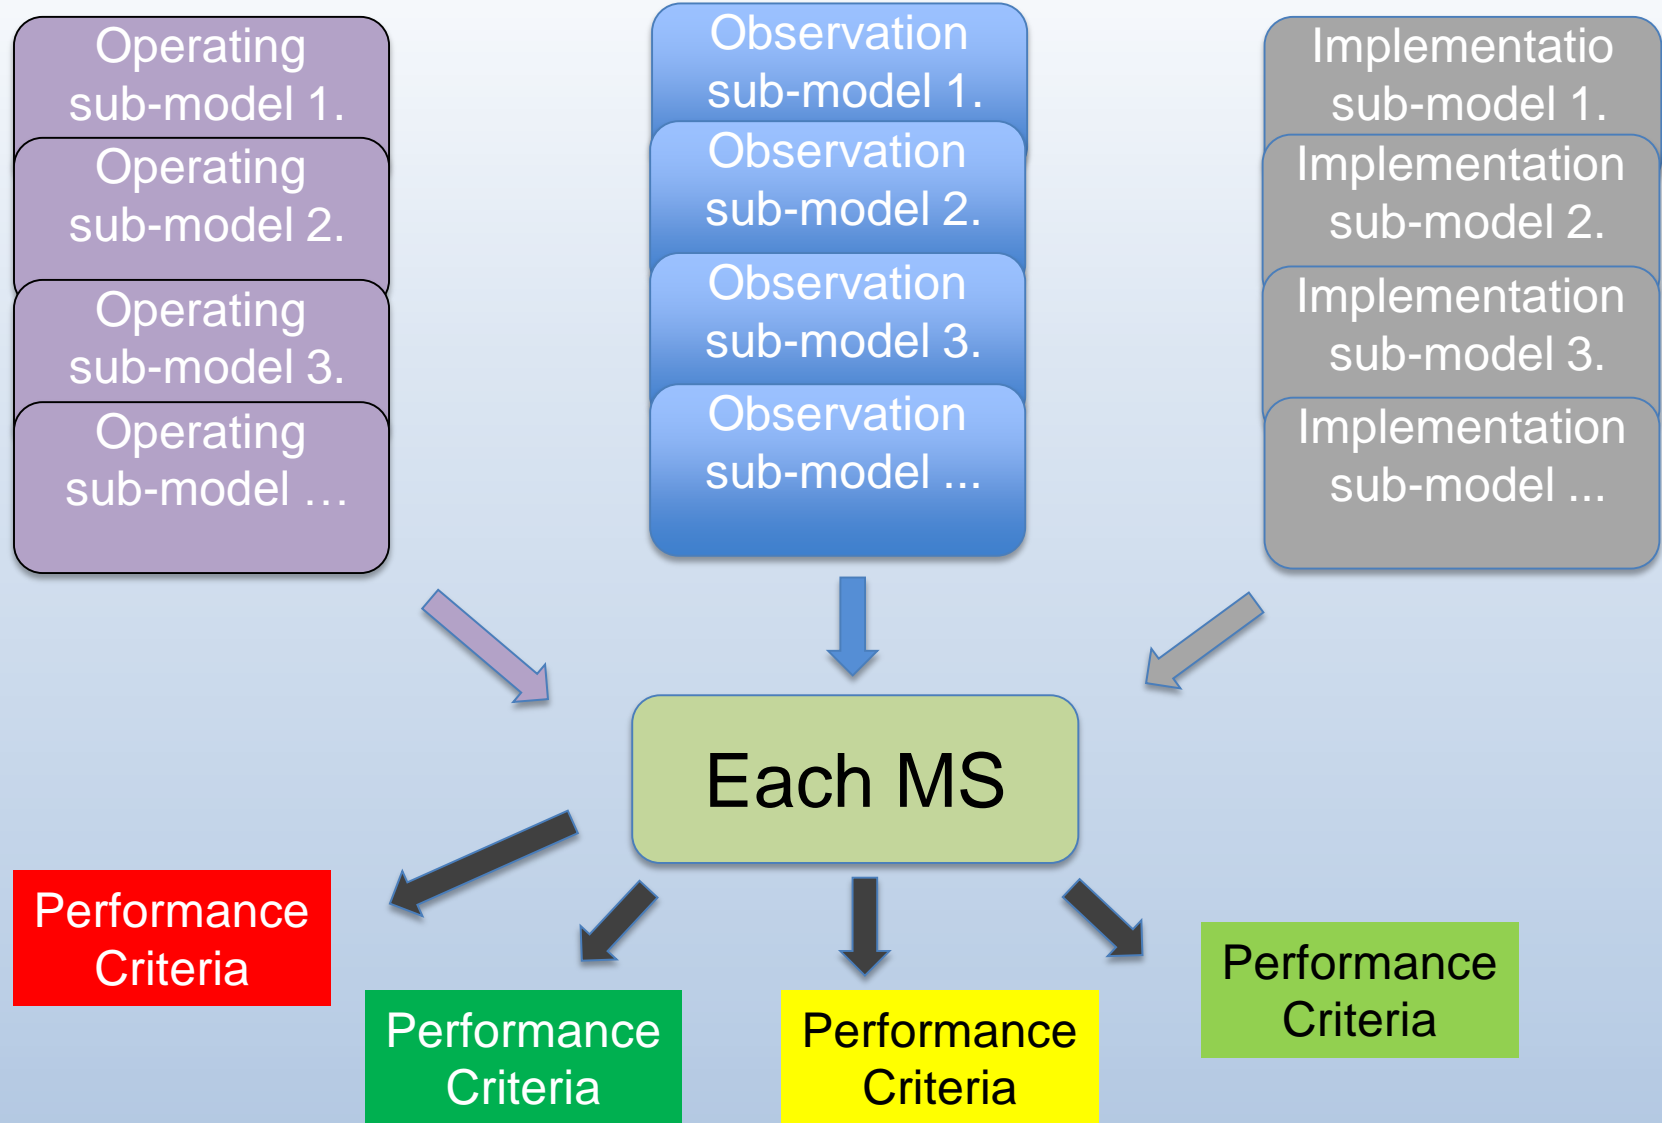 Operating
sub-model 1.
Operating
sub-model 2.
Operating
sub-model 3.
Operating
sub-model …
Observation
sub-model 1.
Observation
sub-model 2.
Observation
sub-model 3.
Observation
sub-model ...
Implementatio
sub-model 1.
Implementation
sub-model 2.
Implementation
sub-model 3.
Implementation
sub-model ...
Each MS
Performance
Criteria
Performance
Criteria
Performance
Criteria
Performance
Criteria